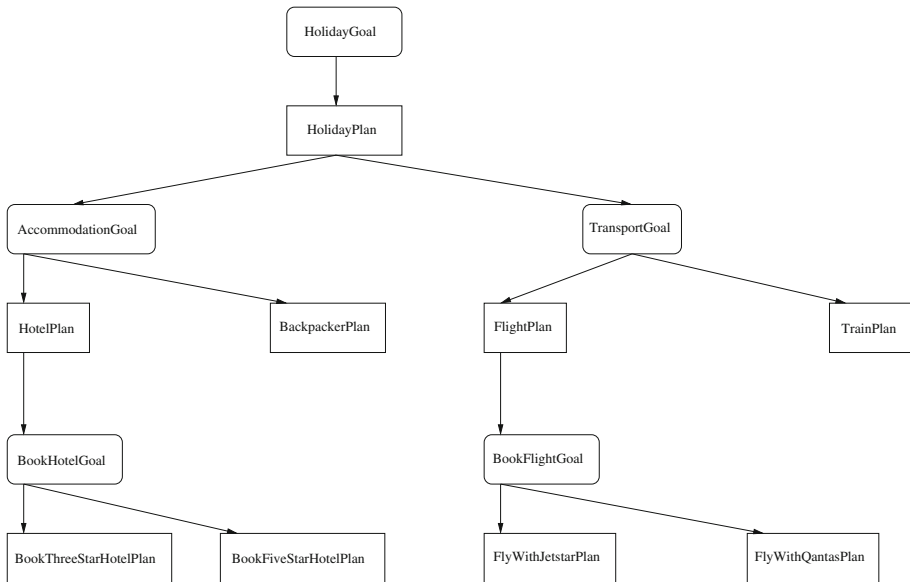 HolidayGoal
HolidayPlan
AccommodationGoal
TransportGoal
HotelPlan
BackpackerPlan
FlightPlan
TrainPlan
BookHotelGoal
BookFlightGoal
BookThreeStarHotelPlan
BookFiveStarHotelPlan
FlyWithJetstarPlan
FlyWithQantasPlan